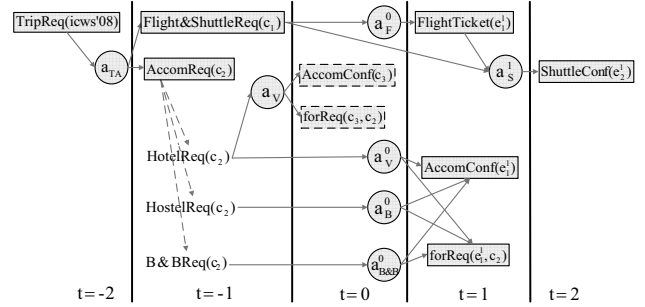 TripReq(icws'08)
Flight&ShuttleReq(c₁)
a⁰F
FlightTicket(e¹₁)
aTA
AccomReq(c₂)
aV
AccomConf(c₃)
a¹S
ShuttleConf(e¹₂)
forReq(c₃, c₂)
HotelReq(c₂)
a⁰V
AccomConf(e¹₁)
HostelReq(c₂)
a⁰B
B&BReq(c₂)
a⁰B&B
forReq(e¹₁, c₂)
t= -2
t= -1
t= 0
t= 1
t= 2